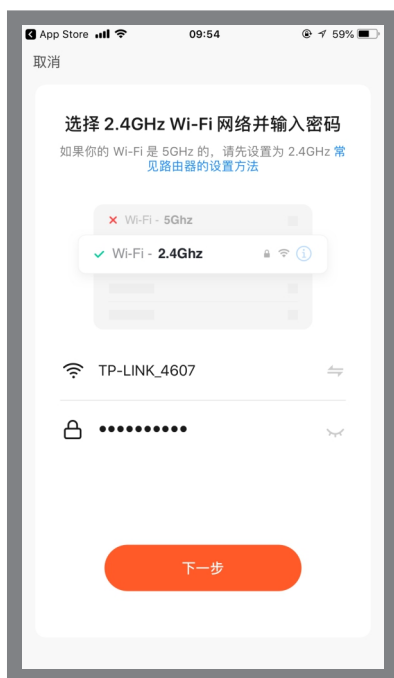 App Store 09:54 59%
取消
选择 2.4GHz Wi-Fi 网络并输入密码
如果你的 Wi-Fi 是 5GHz 的，请先设置为 2.4GHz 常
见路由器的设置方法
Wi-Fi - 5Ghz
Wi-Fi - 2.4Ghz
TP-LINK_4607
••••••••••
下一步